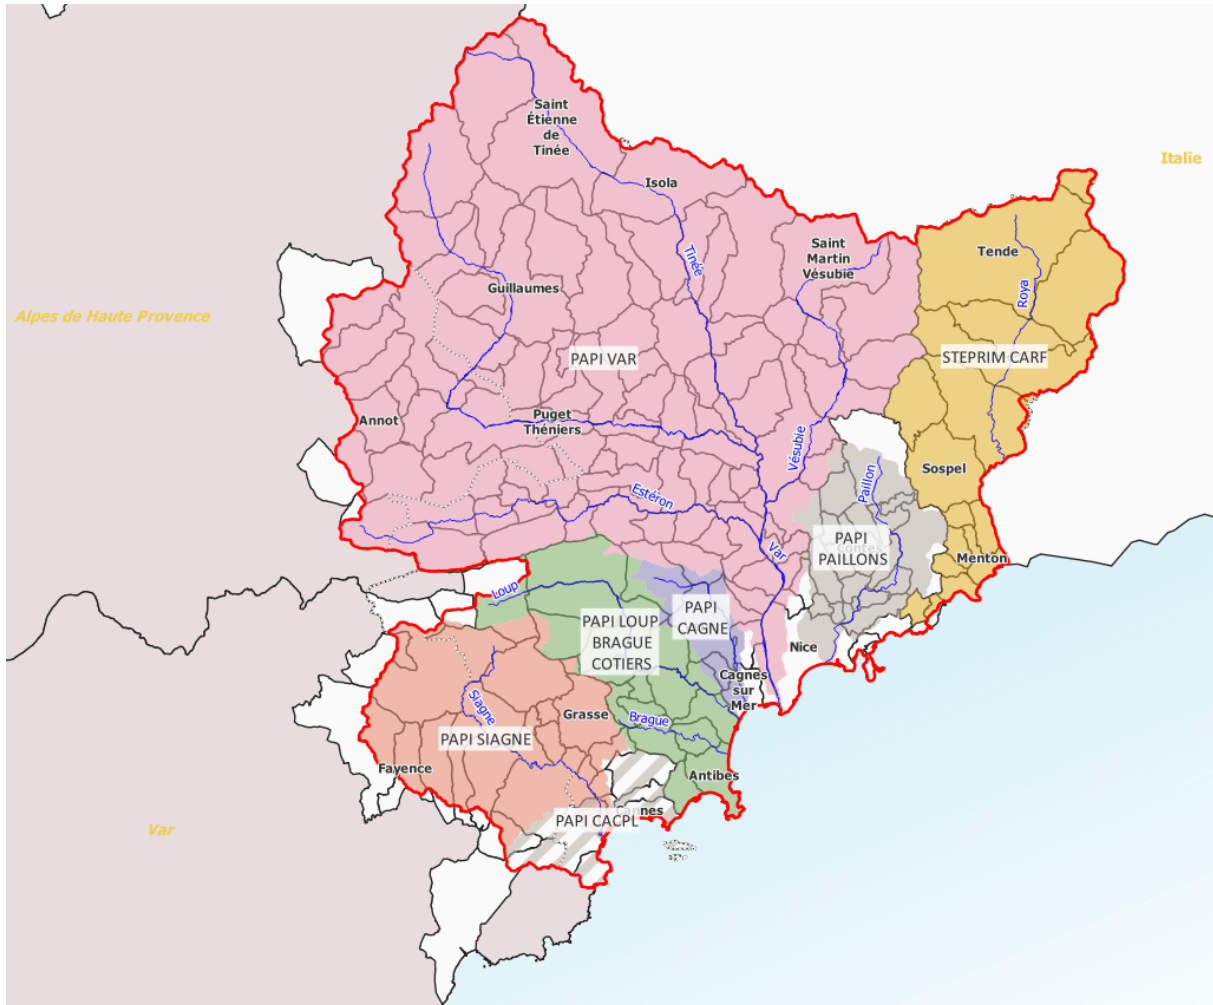 Saint
Étienne
de
Tinée
Italie
Isola
Tinée
Saint
Martin
Vésubie
Tende
Roya
Guillaumes
Alpes de Haute Provence
PAPI VAR
STEPRIM CARF
Annot
Puget
Théniers
Vésubie
Sospel
Paillon
Estéron
Var
PAPI
PAILLONS
Contes
Menton
Loup
PAPI LOUP
BRAGUE
COTIERS
PAPI
CAGNE
Nice
Cagnes
sur
Mer
Siagne
Grasse
Brague
PAPI SIAGNE
Fayence
Antibes
Cannes
PAPI CACPL
Var